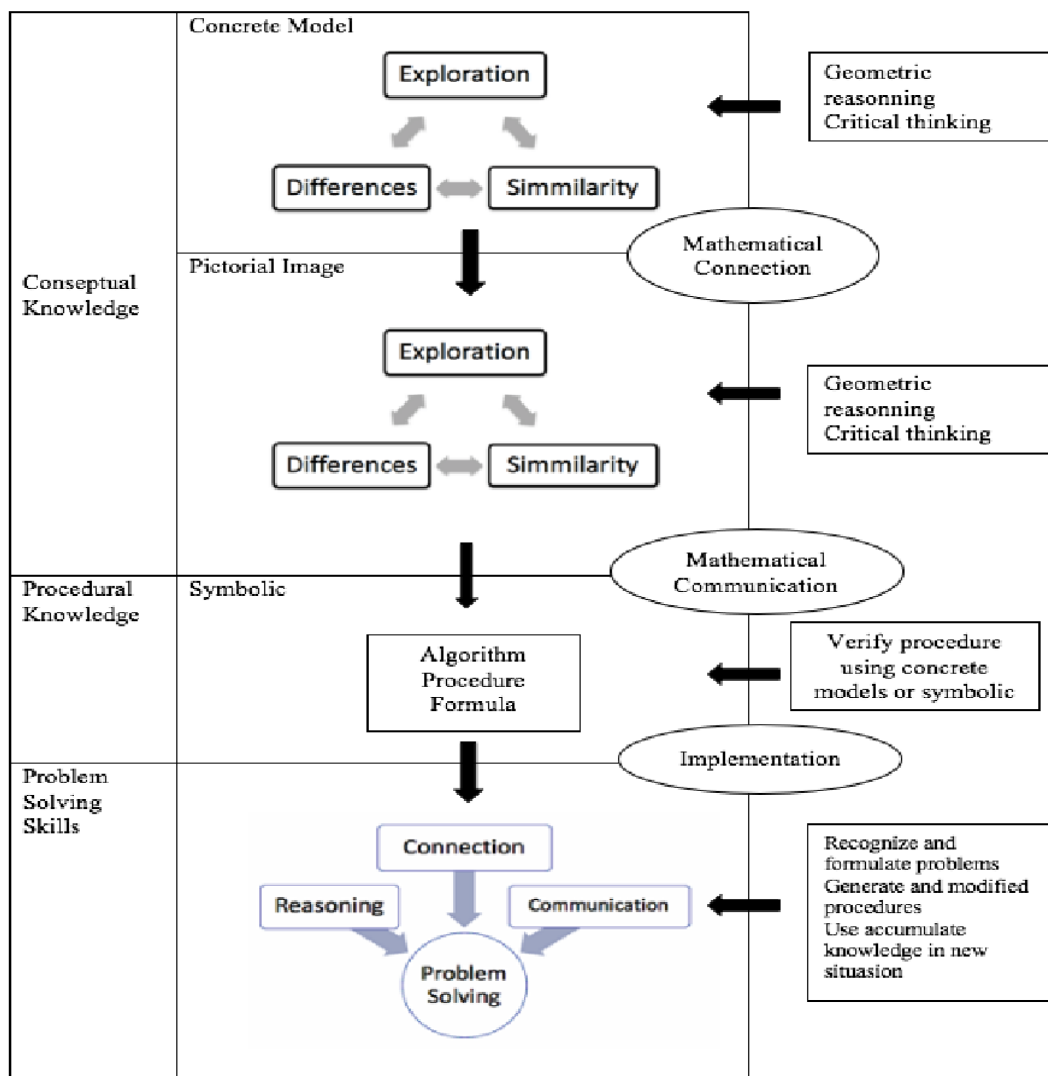 Concrete Model
Exploration
Differences
Simmilarity
Geometric
reasonning
Critical thinking
Mathematical
Connection
Conseptual
Knowledge
Pictorial Image
Exploration
Differences
Simmilarity
Geometric
reasonning
Critical thinking
Mathematical
Communication
Procedural
Knowledge
Symbolic
Algorithm
Procedure
Formula
Verify procedure
using concrete
models or symbolic
Implementation
Problem
Solving
Skills
Connection
Reasoning
Communication
Problem
Solving
Recognize and
formulate problems
Generate and modified
procedures
Use accumulate
knowledge in new
situasion